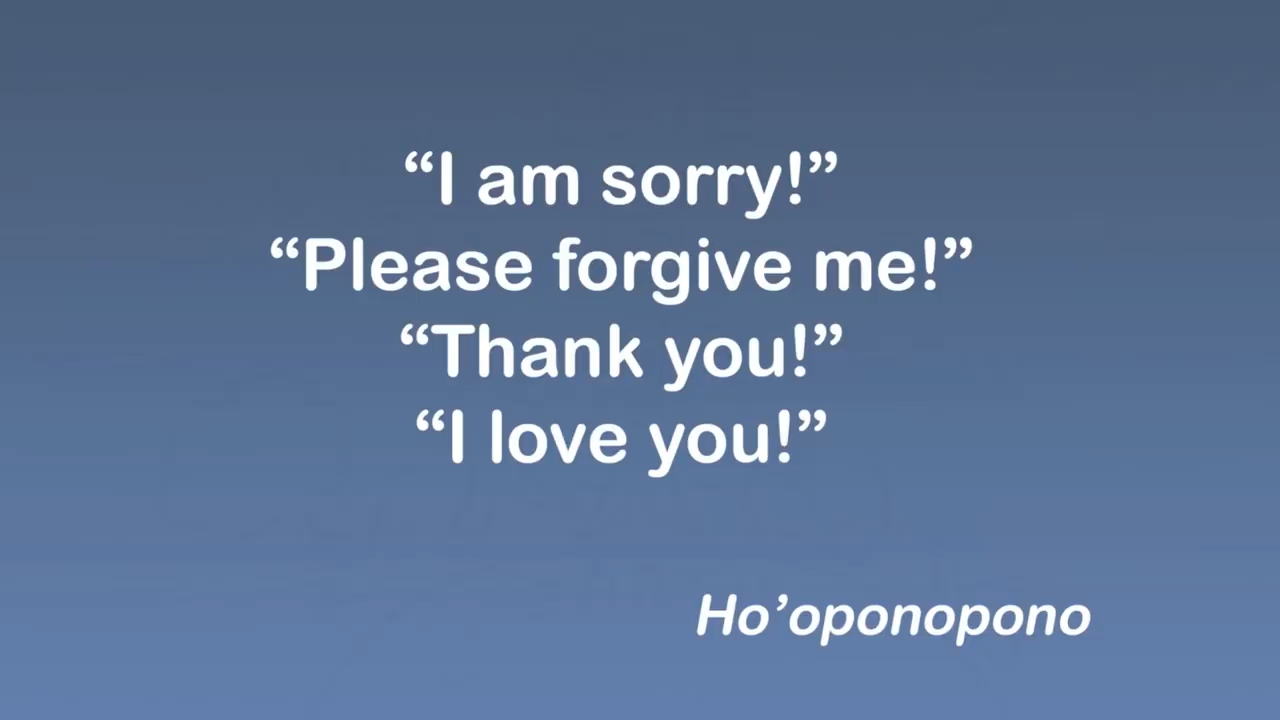 “I am sorry!”
“Please forgive me!”
“Thank you!”
“I love you!”
Ho’oponopono